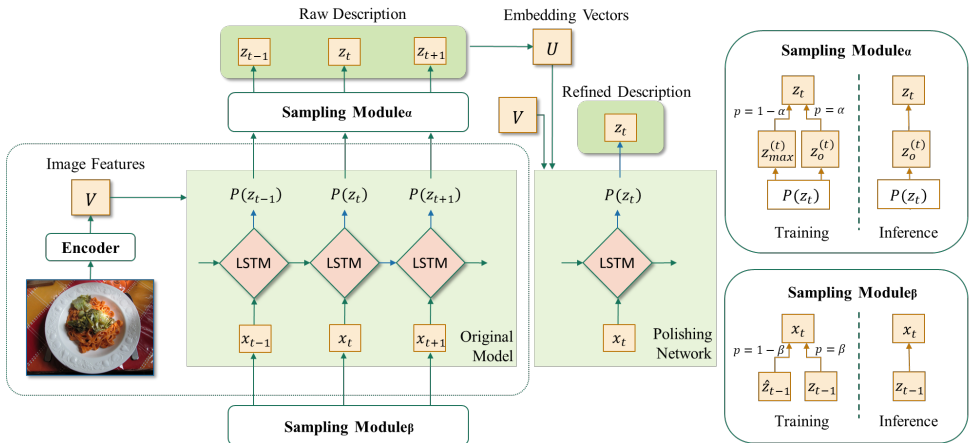 Raw Description
z_{t-1}
z_t
z_{t+1}
Sampling Moduleα
Embedding Vectors
U
V
Refined Description
z_t
Image Features
V
Encoder
P(z_{t-1})
P(z_t)
P(z_{t+1})
LSTM
LSTM
LSTM
x_{t-1}
x_t
x_{t+1}
Original
Model
P(z_t)
LSTM
x_t
Polishing
Network
Sampling Moduleβ
Sampling Moduleα
z_t
p = 1 − α
p = α
z_{max}^{(t)}
z_o^{(t)}
P(z_t)
Training
z_t
z_o^{(t)}
P(z_t)
Inference
Sampling Moduleβ
x_t
p = 1 − β
p = β
ẑ_{t-1}
z_{t-1}
Training
x_t
z_{t-1}
Inference